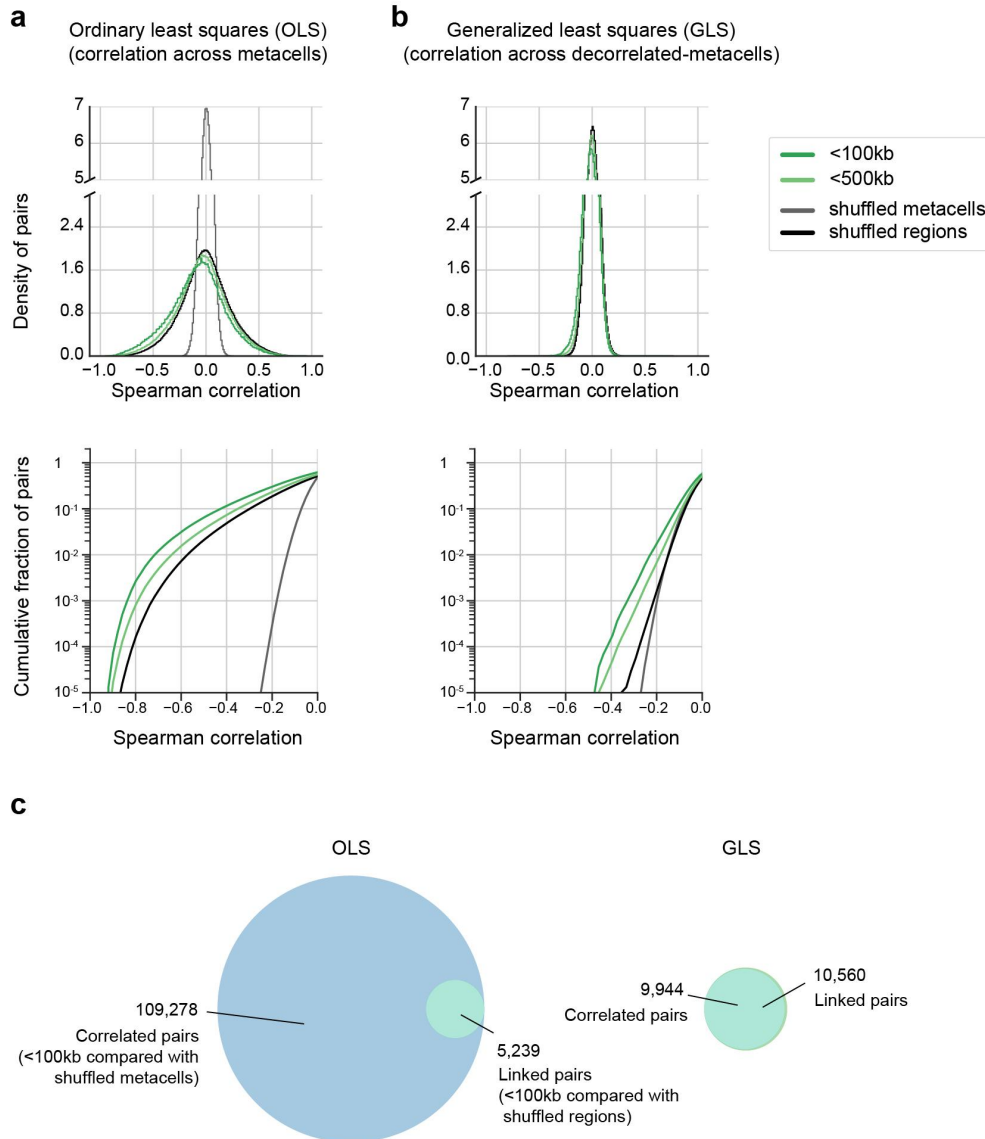 a
Ordinary least squares (OLS)
(correlation across metacells)
b
Generalized least squares (GLS)
(correlation across decorrelated-metacells)
Density of pairs
7
6
5
2.4
1.6
0.8
0.0
−1.0 −0.5 0.0 0.5 1.0
Spearman correlation
7
6
5
2.4
1.6
0.8
0.0
−1.0 −0.5 0.0 0.5 1.0
Spearman correlation
<100kb
<500kb
shuffled metacells
shuffled regions
Cumulative fraction of pairs
1
10-1
10-2
10-3
10-4
10-5
−1.0 −0.8 −0.6 −0.4 −0.2 0.0
Spearman correlation
1
10-1
10-2
10-3
10-4
10-5
−1.0 −0.8 −0.6 −0.4 −0.2 0.0
Spearman correlation
c
OLS
109,278
Correlated pairs
(<100kb compared with
shuffled metacells)
5,239
Linked pairs
(<100kb compared with
shuffled regions)
GLS
9,944
Correlated pairs
10,560
Linked pairs